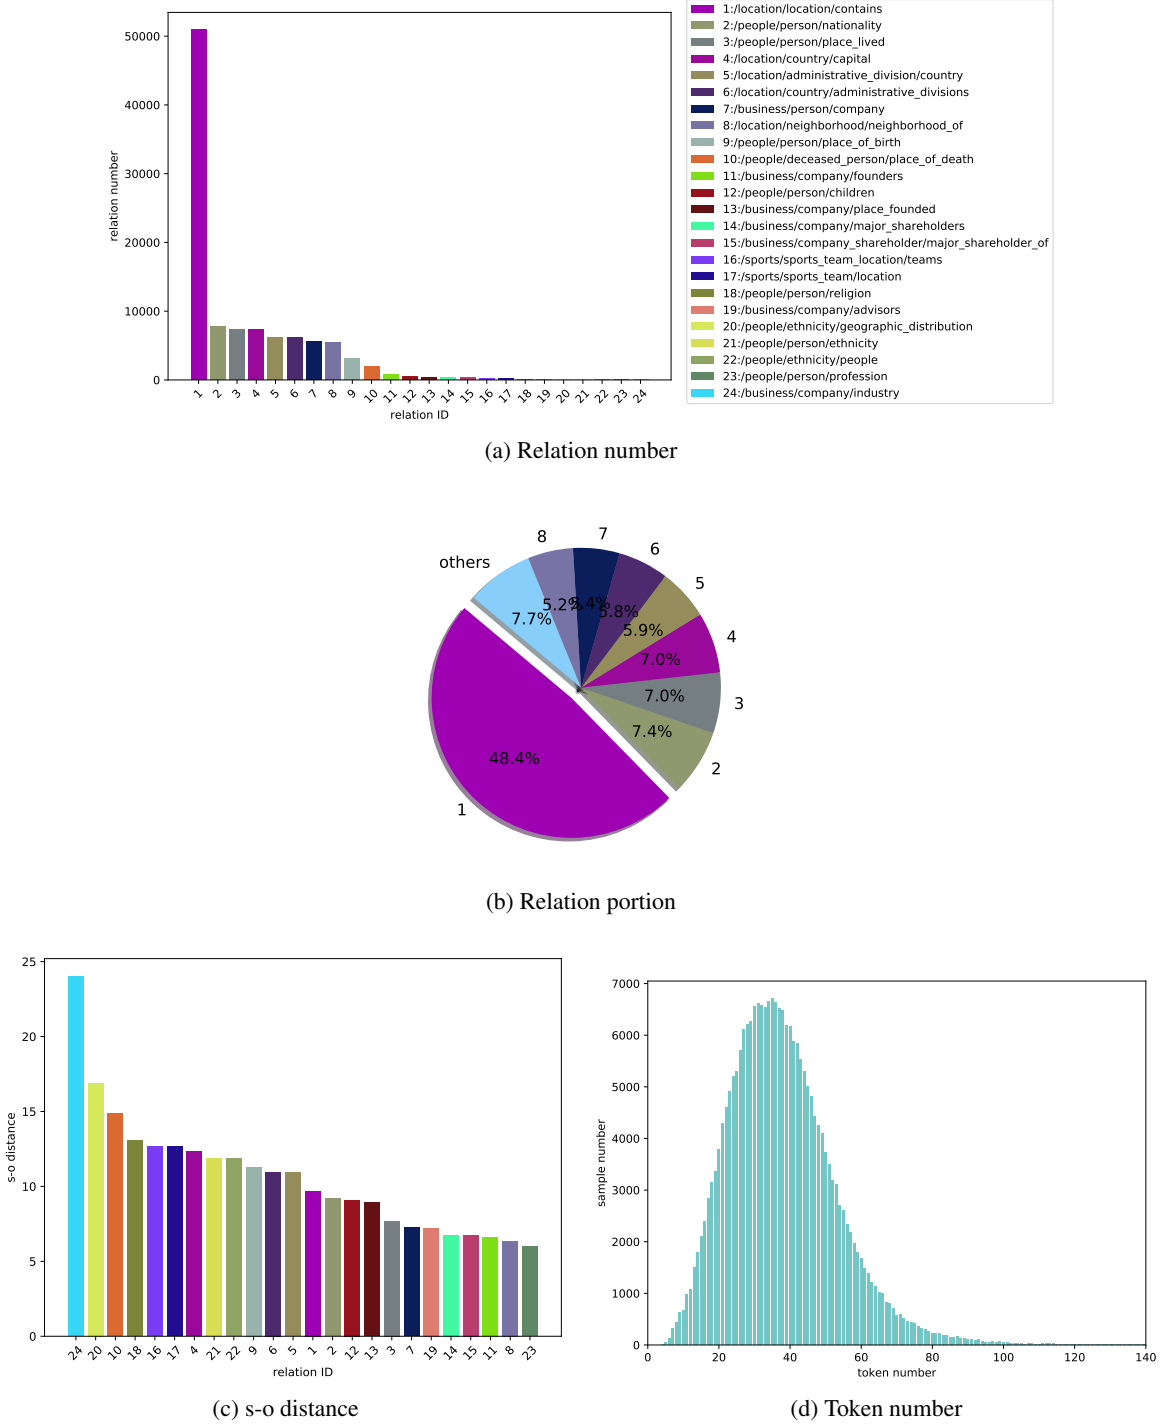 50000
40000
30000
20000
10000
0
relation number
1 2 3 4 5 6 7 8 9 10 11 12 13 14 15 16 17 18 19 20 21 22 23 24
relation ID
1:/location/location/contains
2:/people/person/nationality
3:/people/person/place_lived
4:/location/country/capital
5:/location/administrative_division/country
6:/location/country/administrative_divisions
7:/business/person/company
8:/location/neighborhood/neighborhood_of
9:/people/person/place_of_birth
10:/people/deceased_person/place_of_death
11:/business/company/founders
12:/people/person/children
13:/business/company/place_founded
14:/business/company/major_shareholders
15:/business/company_shareholder/major_shareholder_of
16:/sports/sports_team_location/teams
17:/sports/sports_team/location
18:/people/person/religion
19:/business/company/advisors
20:/people/ethnicity/geographic_distribution
21:/people/person/ethnicity
22:/people/ethnicity/people
23:/people/person/profession
24:/business/company/industry
(a) Relation number
others
8
7
6
5
4
3
2
1
7.7%
5.2%
5.4%
5.8%
5.9%
7.0%
7.0%
7.4%
48.4%
(b) Relation portion
25
20
15
10
5
0
s-o distance
24 20 10 18 16 17 4 21 22 9 6 5 1 2 12 13 3 7 19 14 15 11 8 23
relation ID
(c) s-o distance
7000
6000
5000
4000
3000
2000
1000
0
sample number
0 20 40 60 80 100 120 140
token number
(d) Token number